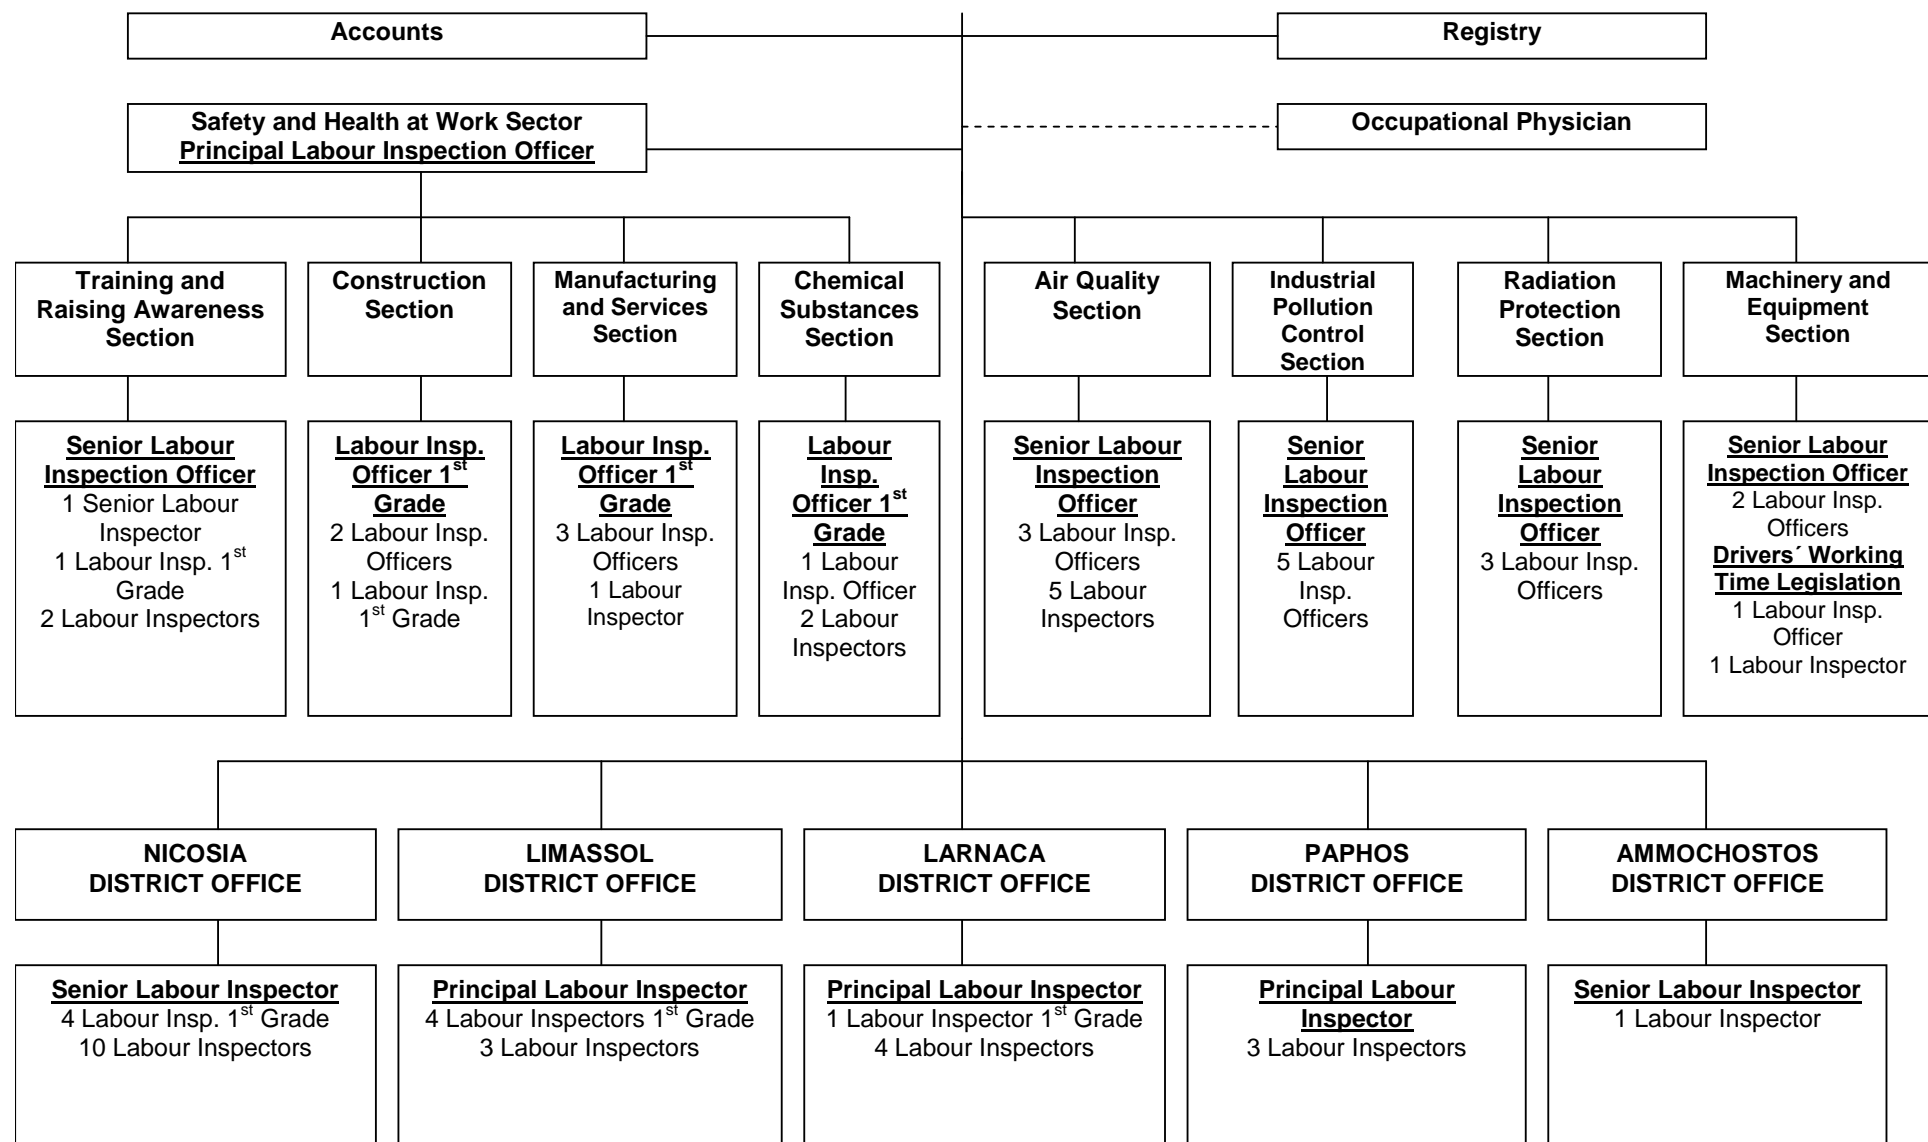 Accounts
Registry
Safety and Health at Work Sector
Principal Labour Inspection Officer
Occupational Physician
Training and
Raising Awareness
Section
Construction
Section
Manufacturing
and Services
Section
Chemical
Substances
Section
Air Quality
Section
Industrial
Pollution
Control
Section
Radiation
Protection
Section
Machinery and
Equipment
Section
Senior Labour
Inspection Officer
1 Senior Labour
Inspector
1 Labour Insp. 1st
Grade
2 Labour Inspectors
Labour Insp.
Officer 1st
Grade
2 Labour Insp.
Officers
1 Labour Insp.
1st Grade
Labour Insp.
Officer 1st
Grade
3 Labour Insp.
Officers
1 Labour
Inspector
Labour
Insp.
Officer 1st
Grade
1 Labour
Insp. Officer
2 Labour
Inspectors
Senior Labour
Inspection
Officer
3 Labour Insp.
Officers
5 Labour
Inspectors
Senior
Labour
Inspection
Officer
5 Labour
Insp.
Officers
Senior
Labour
Inspection
Officer
3 Labour Insp.
Officers
Senior Labour
Inspection Officer
2 Labour Insp.
Officers
Drivers´ Working
Time Legislation
1 Labour Insp.
Officer
1 Labour Inspector
NICOSIA
DISTRICT OFFICE
LIMASSOL
DISTRICT OFFICE
LARNACA
DISTRICT OFFICE
PAPHOS
DISTRICT OFFICE
AMMOCHOSTOS
DISTRICT OFFICE
Senior Labour Inspector
4 Labour Insp. 1st Grade
10 Labour Inspectors
Principal Labour Inspector
4 Labour Inspectors 1st Grade
3 Labour Inspectors
Principal Labour Inspector
1 Labour Inspector 1st Grade
4 Labour Inspectors
Principal Labour
Inspector
3 Labour Inspectors
Senior Labour Inspector
1 Labour Inspector